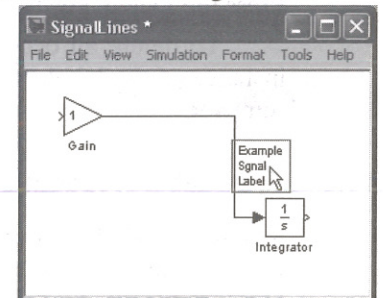 SignalLines *
File Edit View Simulation Format Tools Help
1
Gain
Example
Sgnal
Label
1
s
Integrator